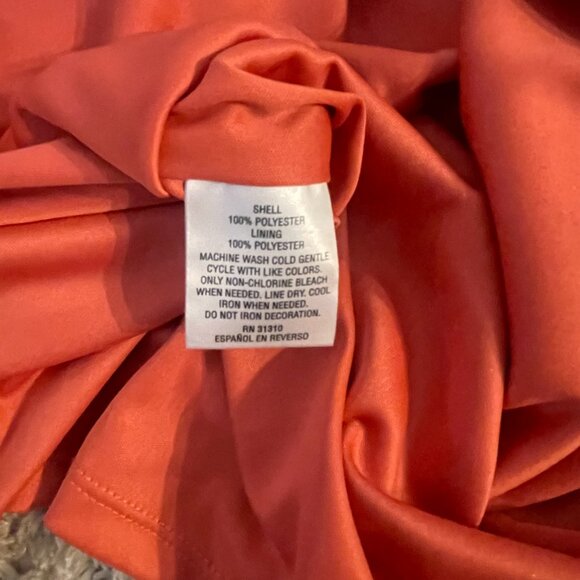 SHELL
100% POLYESTER
LINING
100% POLYESTER
MACHINE WASH COLD GENTLE
CYCLE WITH LIKE COLORS.
ONLY NON-CHLORINE BLEACH
WHEN NEEDED. LINE DRY. COOL
IRON WHEN NEEDED.
DO NOT IRON DECORATION.
RN 31310
ESPAÑOL EN REVERSO